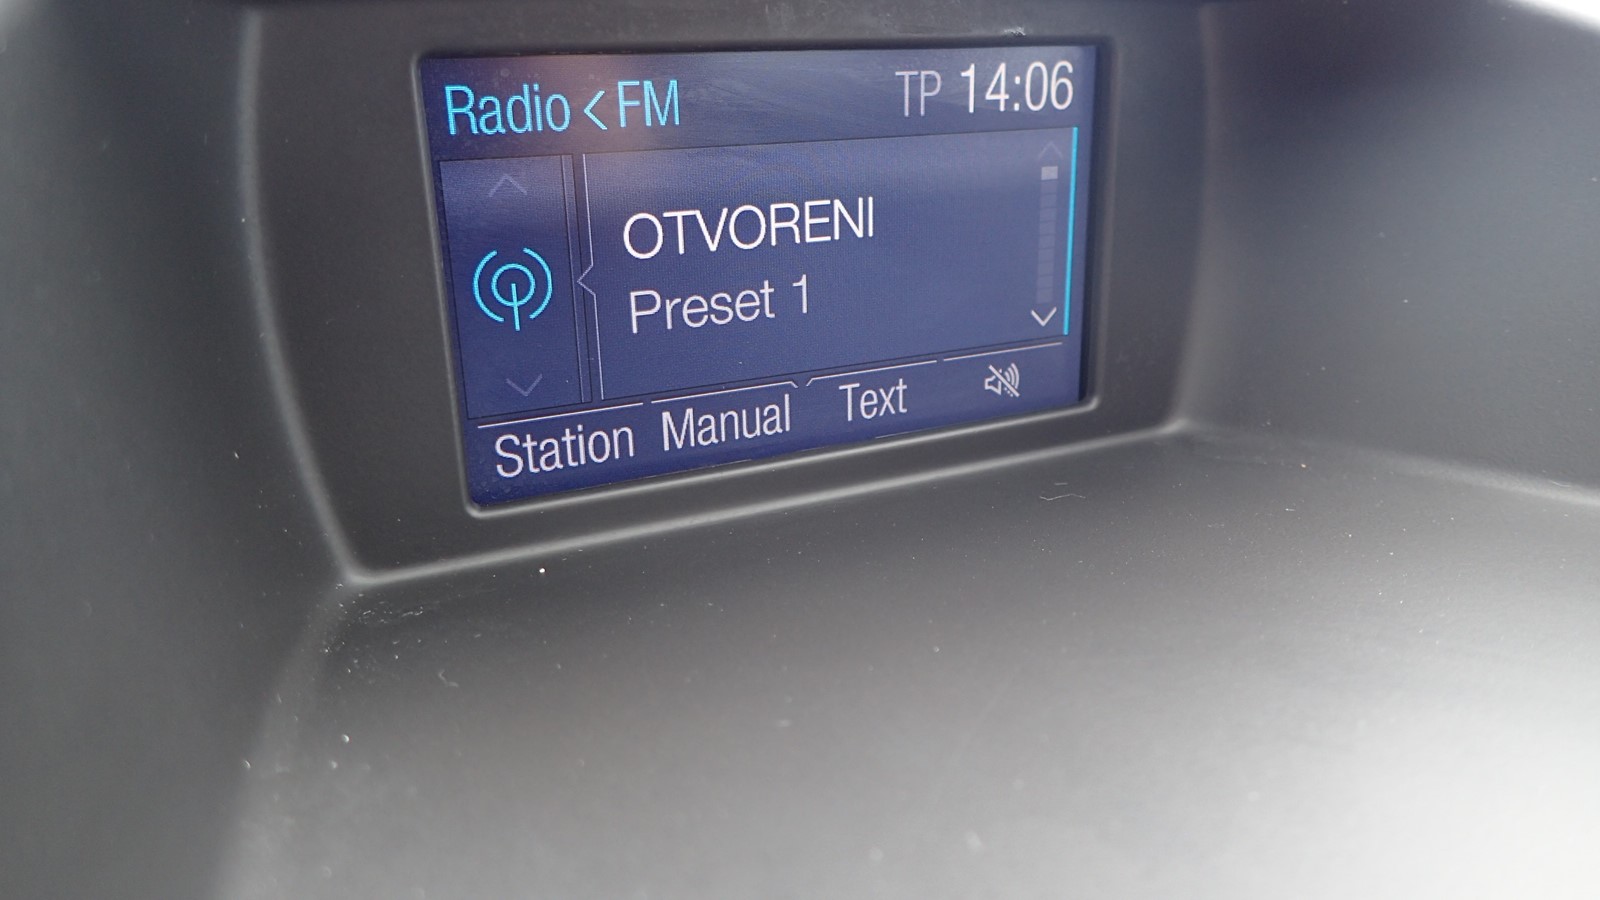 Radio < FM TP 14:06
OTVORENI
Preset 1
Station Manual Text